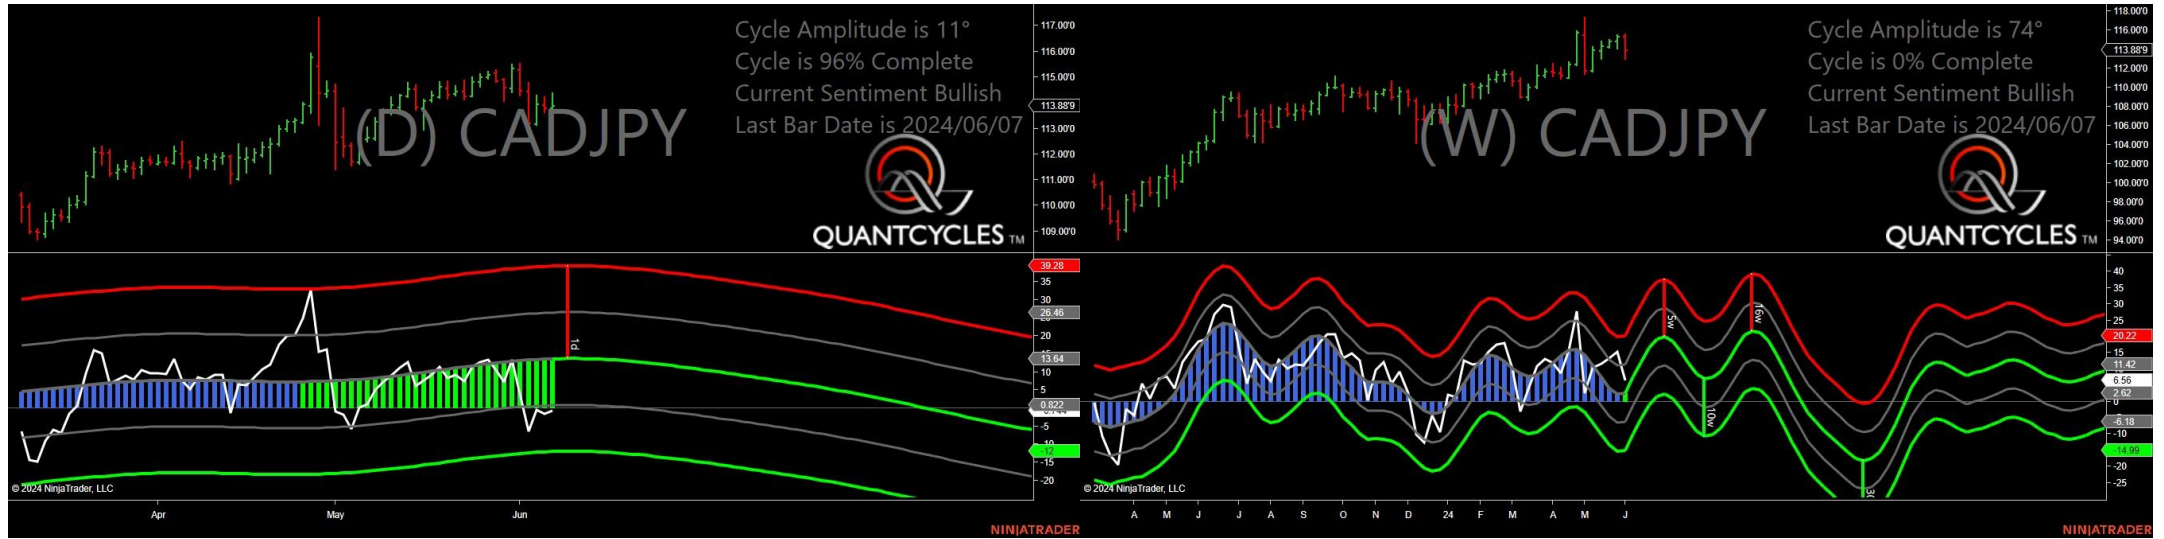 Cycle Amplitude is 11°
Cycle is 96% Complete
Current Sentiment Bullish
Last Bar Date is 2024/06/07
(D) CADJPY
QUANTCYCLES TM
117.00'0
116.00'0
115.00'0
113.88'9
113.00'0
112.00'0
111.00'0
110.00'0
109.00'0
39.28
35
30
26.46
20
13.64
10
5
0.822
-5
-10
-12
-15
-20
1d
© 2024 NinjaTrader, LLC
Apr May Jun
NINJATRADER
Cycle Amplitude is 74°
Cycle is 0% Complete
Current Sentiment Bullish
Last Bar Date is 2024/06/07
(W) CADJPY
QUANTCYCLES TM
118.00'0
116.00'0
113.88'9
112.00'0
110.00'0
108.00'0
106.00'0
104.00'0
102.00'0
100.00'0
98.00'0
96.00'0
94.00'0
40
35
30
25
20.22
15
11.42
6.56
2.62
0
-6.18
-10
-14.99
-20
-25
5w
16w
10w
© 2024 NinjaTrader, LLC
A M J J A S O N D 24 F M A M J
NINJATRADER